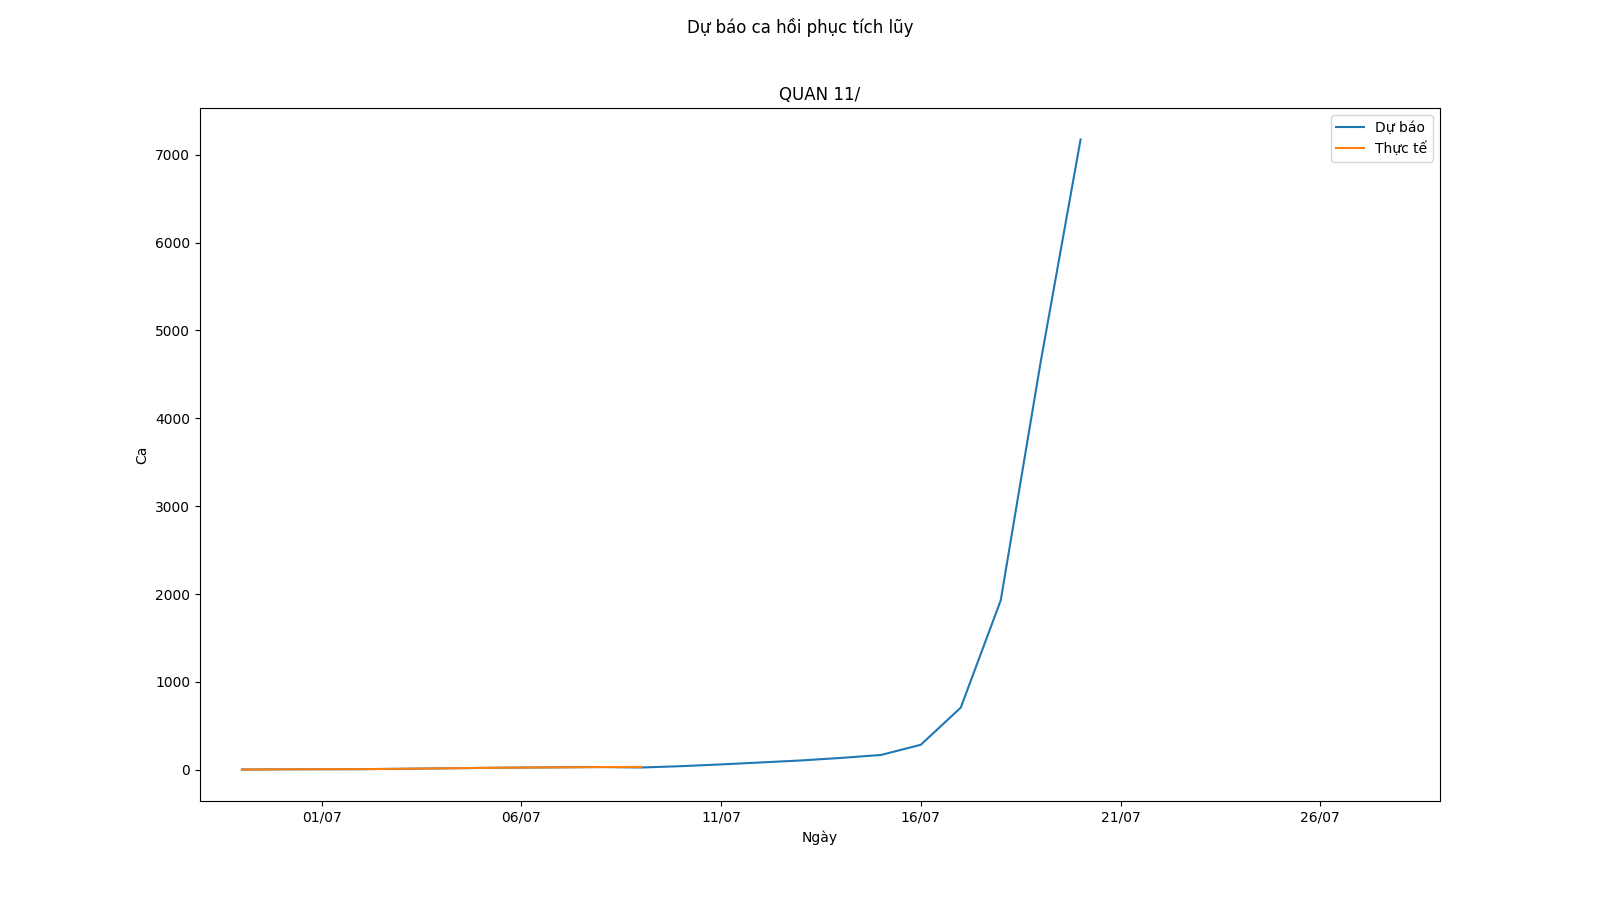 Dự báo ca hồi phục tích lũy
QUAN 11/
Dự báo
Thực tế
7000
6000
5000
4000
3000
2000
1000
0
Ca
01/07
06/07
11/07
16/07
21/07
26/07
Ngày